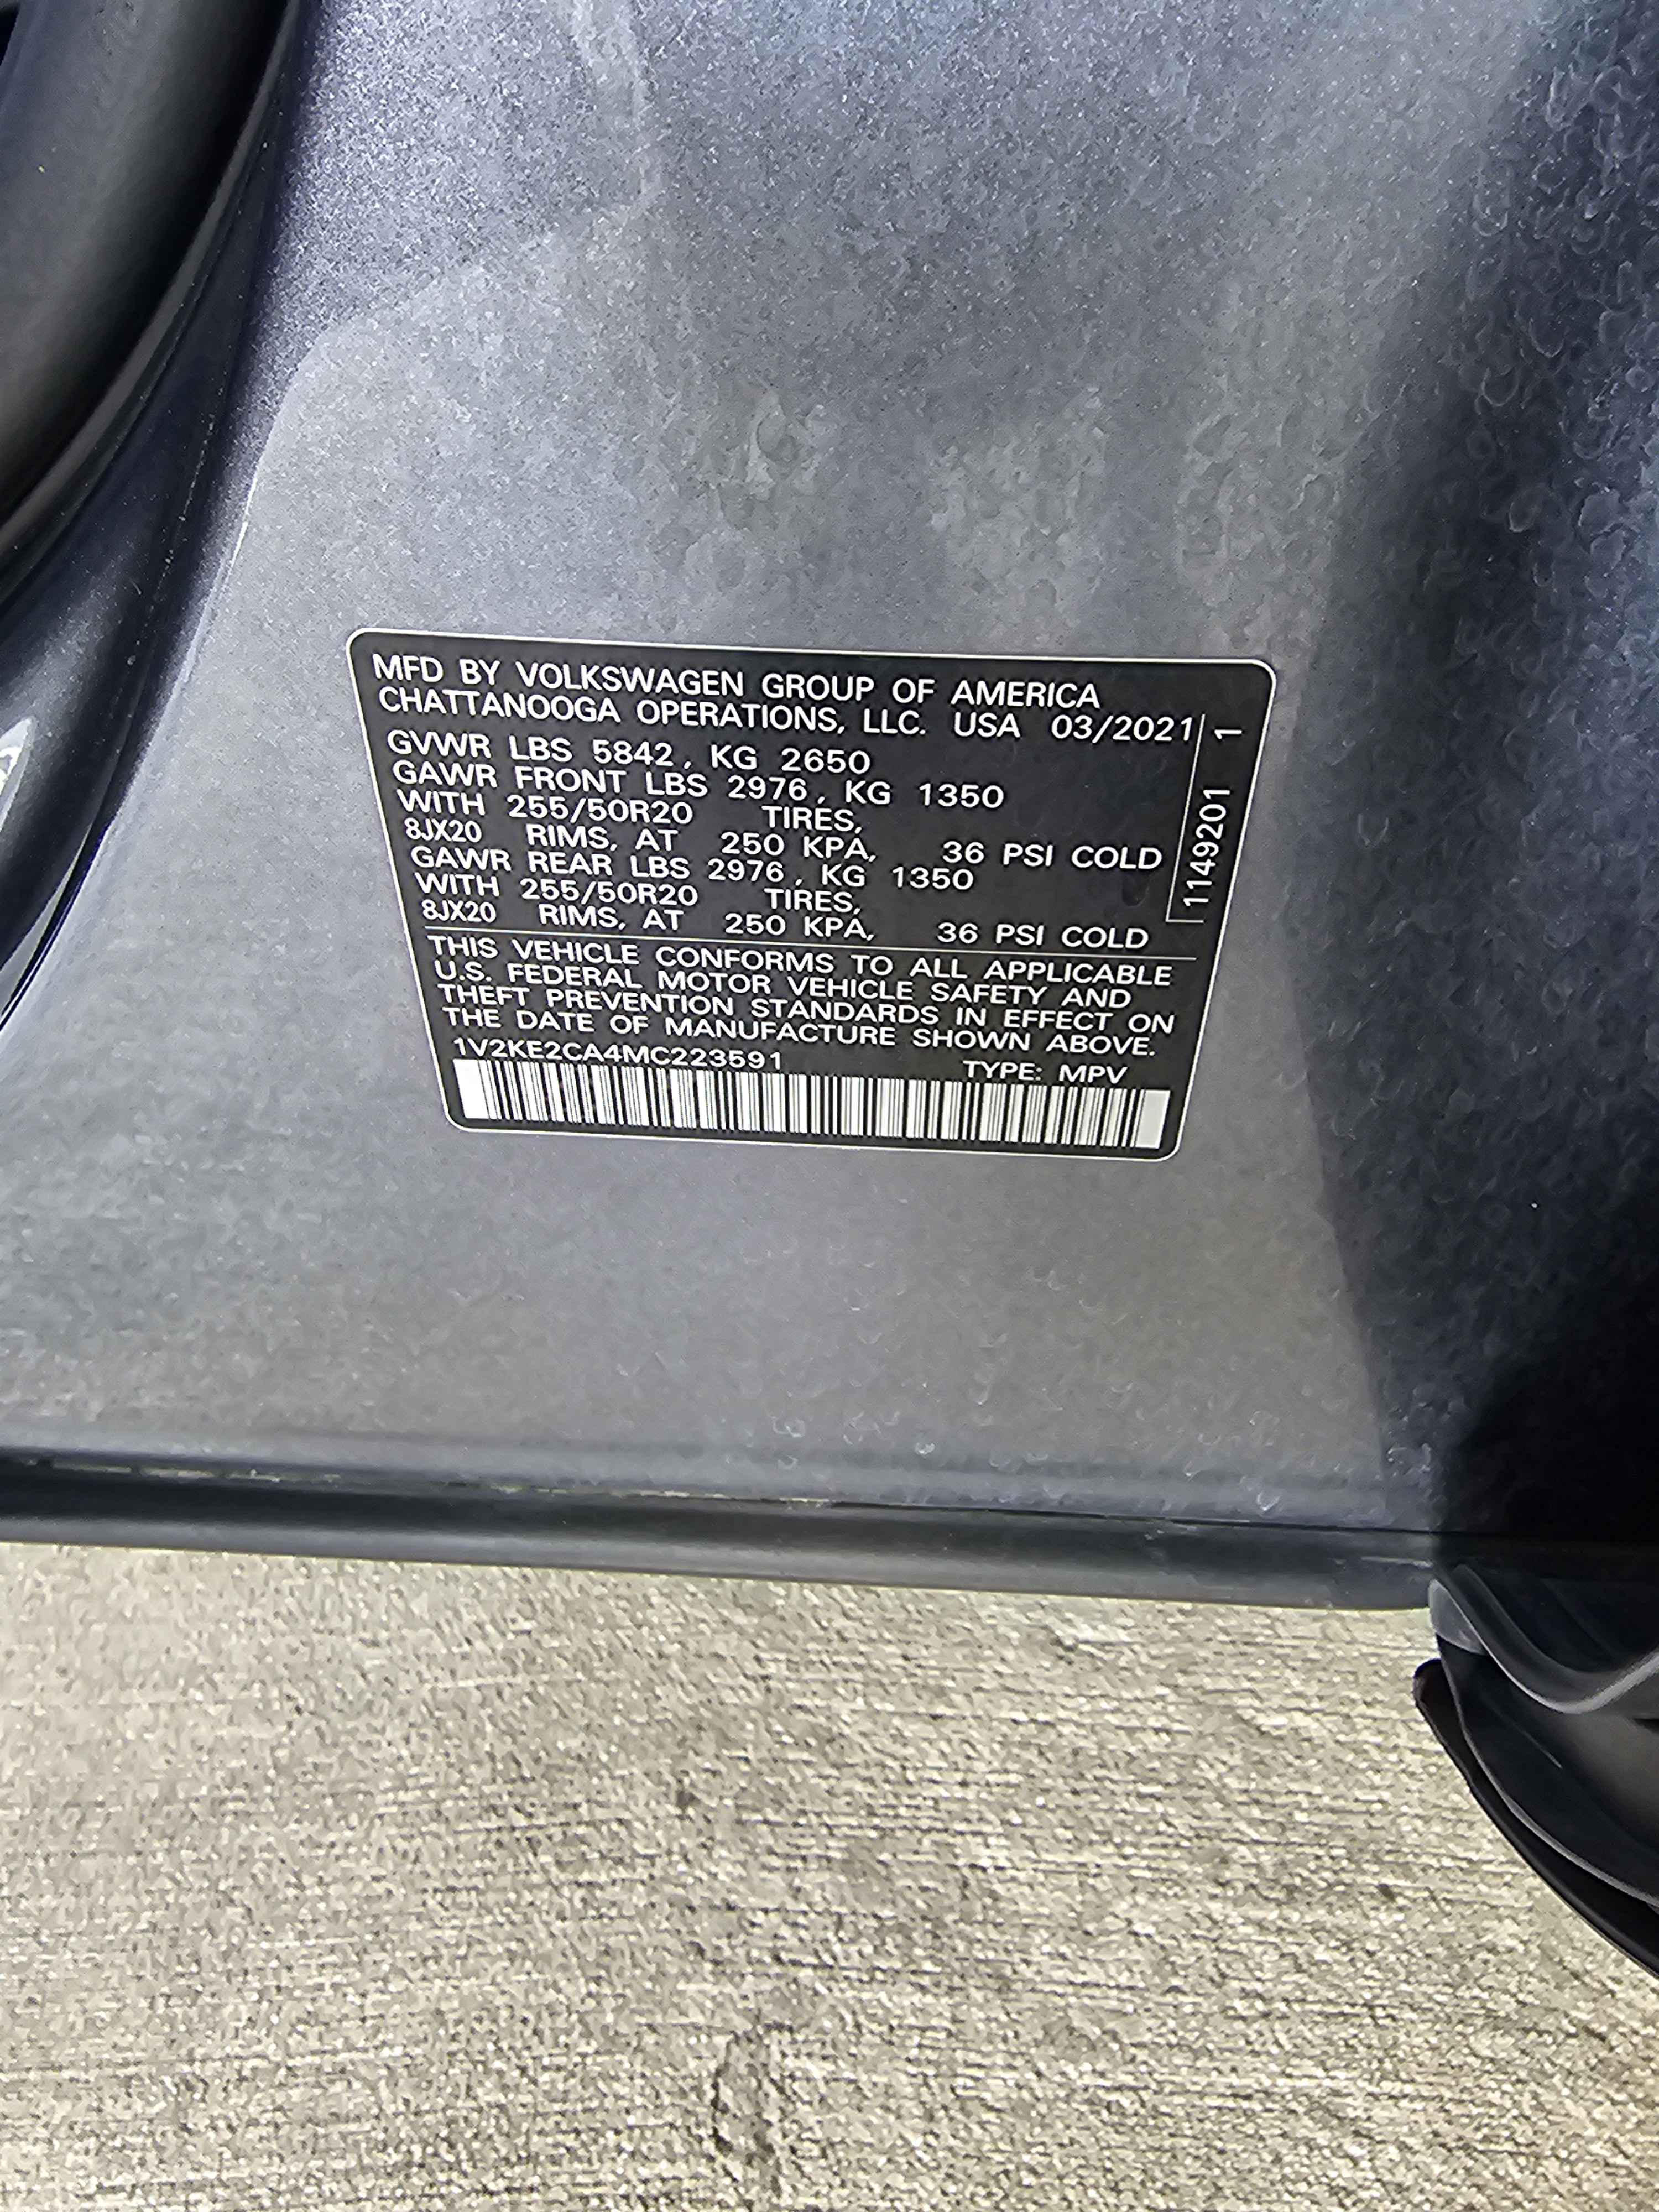 MFD BY VOLKSWAGEN GROUP OF AMERICA
CHATTANOOGA OPERATIONS, LLC. USA 03/2021
GVWR LBS 5842, KG 2650
GAWR FRONT LBS 2976, KG 1350
WITH 255/50R20 TIRES,
8JX20 RIMS, AT 250 KPA, 36 PSI COLD
GAWR REAR LBS 2976, KG 1350
WITH 255/50R20 TIRES,
8JX20 RIMS, AT 250 KPA, 36 PSI COLD
THIS VEHICLE CONFORMS TO ALL APPLICABLE
U.S. FEDERAL MOTOR VEHICLE SAFETY AND
THEFT PREVENTION STANDARDS IN EFFECT ON
THE DATE OF MANUFACTURE SHOWN ABOVE.
1V2KE2CA4MC223591 TYPE: MPV
1149201 1